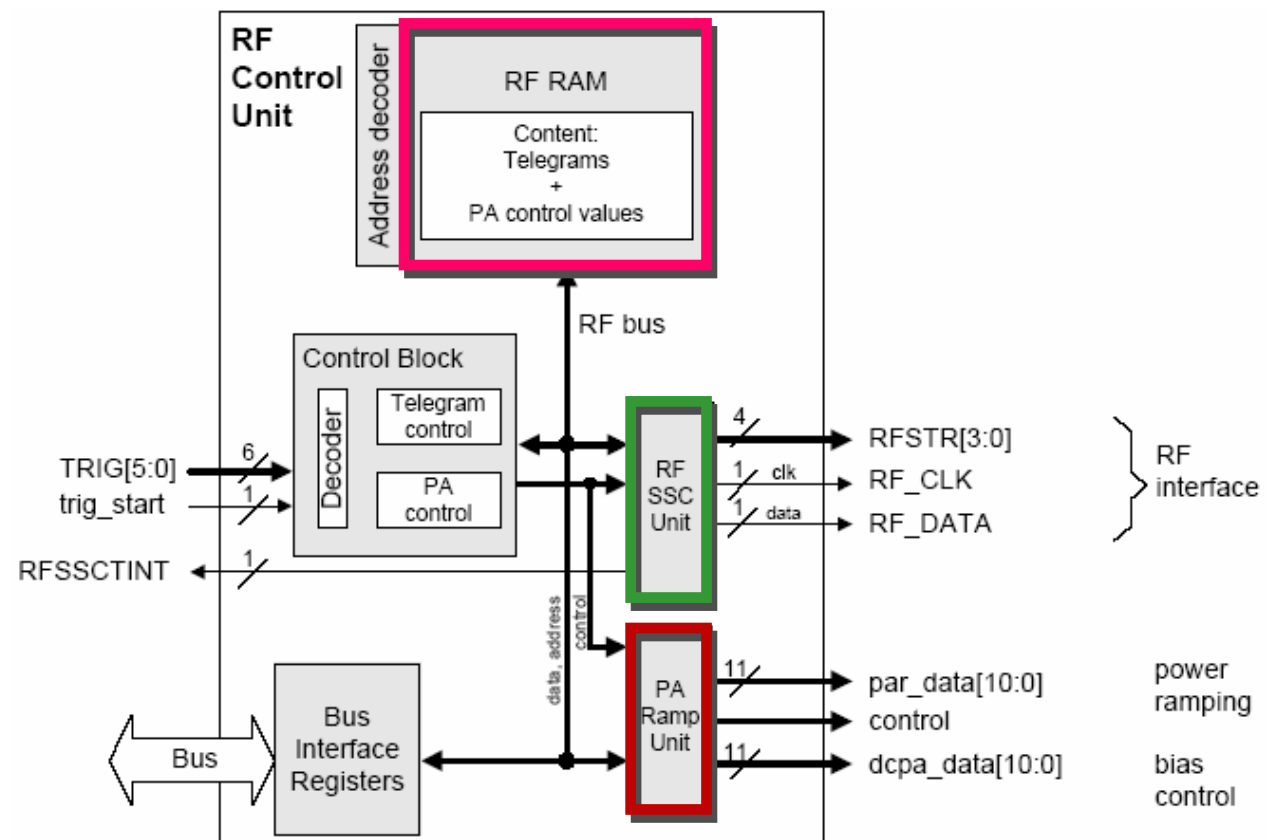 RF
Control
Unit
Address decoder
RF RAM
Content:
Telegrams
+
PA control values
RF bus
Control Block
Decoder
Telegram
control
PA
control
TRIG[5:0]
6
trig_start
1
RFSSCTINT
1
RF
SSC
Unit
4
RFSTR[3:0]
1
clk
RF_CLK
1
data
RF_DATA
RF
interface
data, address
control
Bus
Bus
Interface
Registers
PA
Ramp
Unit
11
par_data[10:0]
control
11
dcpa_data[10:0]
power
ramping
bias
control